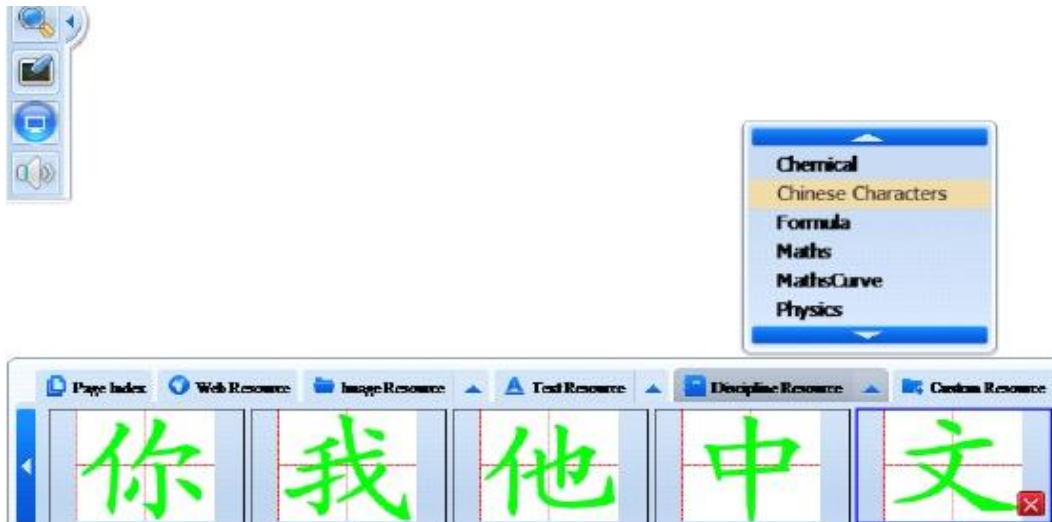 Chemical
Chinese Characters
Formula
Maths
MathsCurve
Physics
Page Index Web Resource Image Resource Text Resource Discipline Resource Custom Resource
你 我 他 中 文